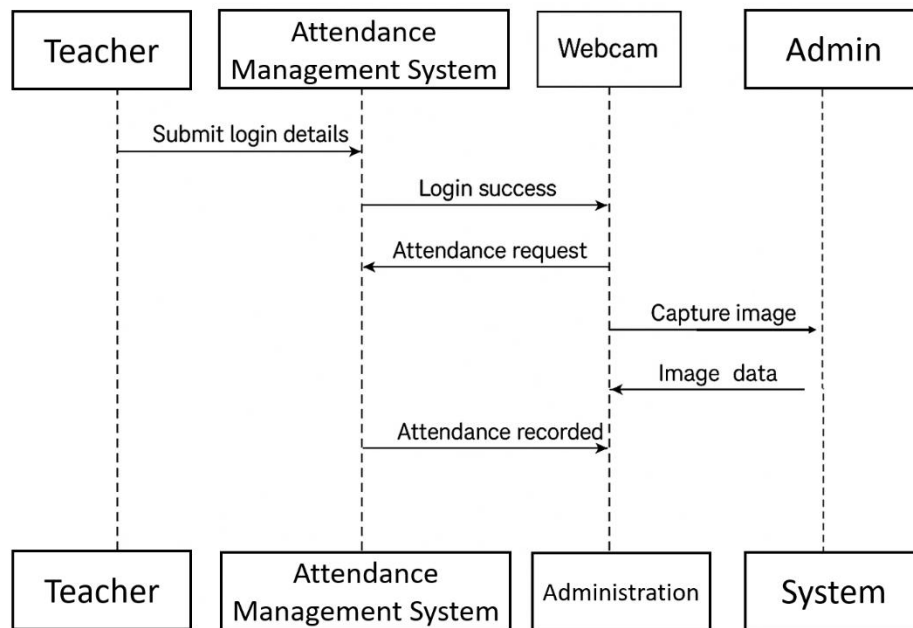 Teacher
Attendance
Management System
Webcam
Admin
Submit login details
Login success
Attendance request
Capture image
Image data
Attendance recorded
Teacher
Attendance
Management System
Administration
System